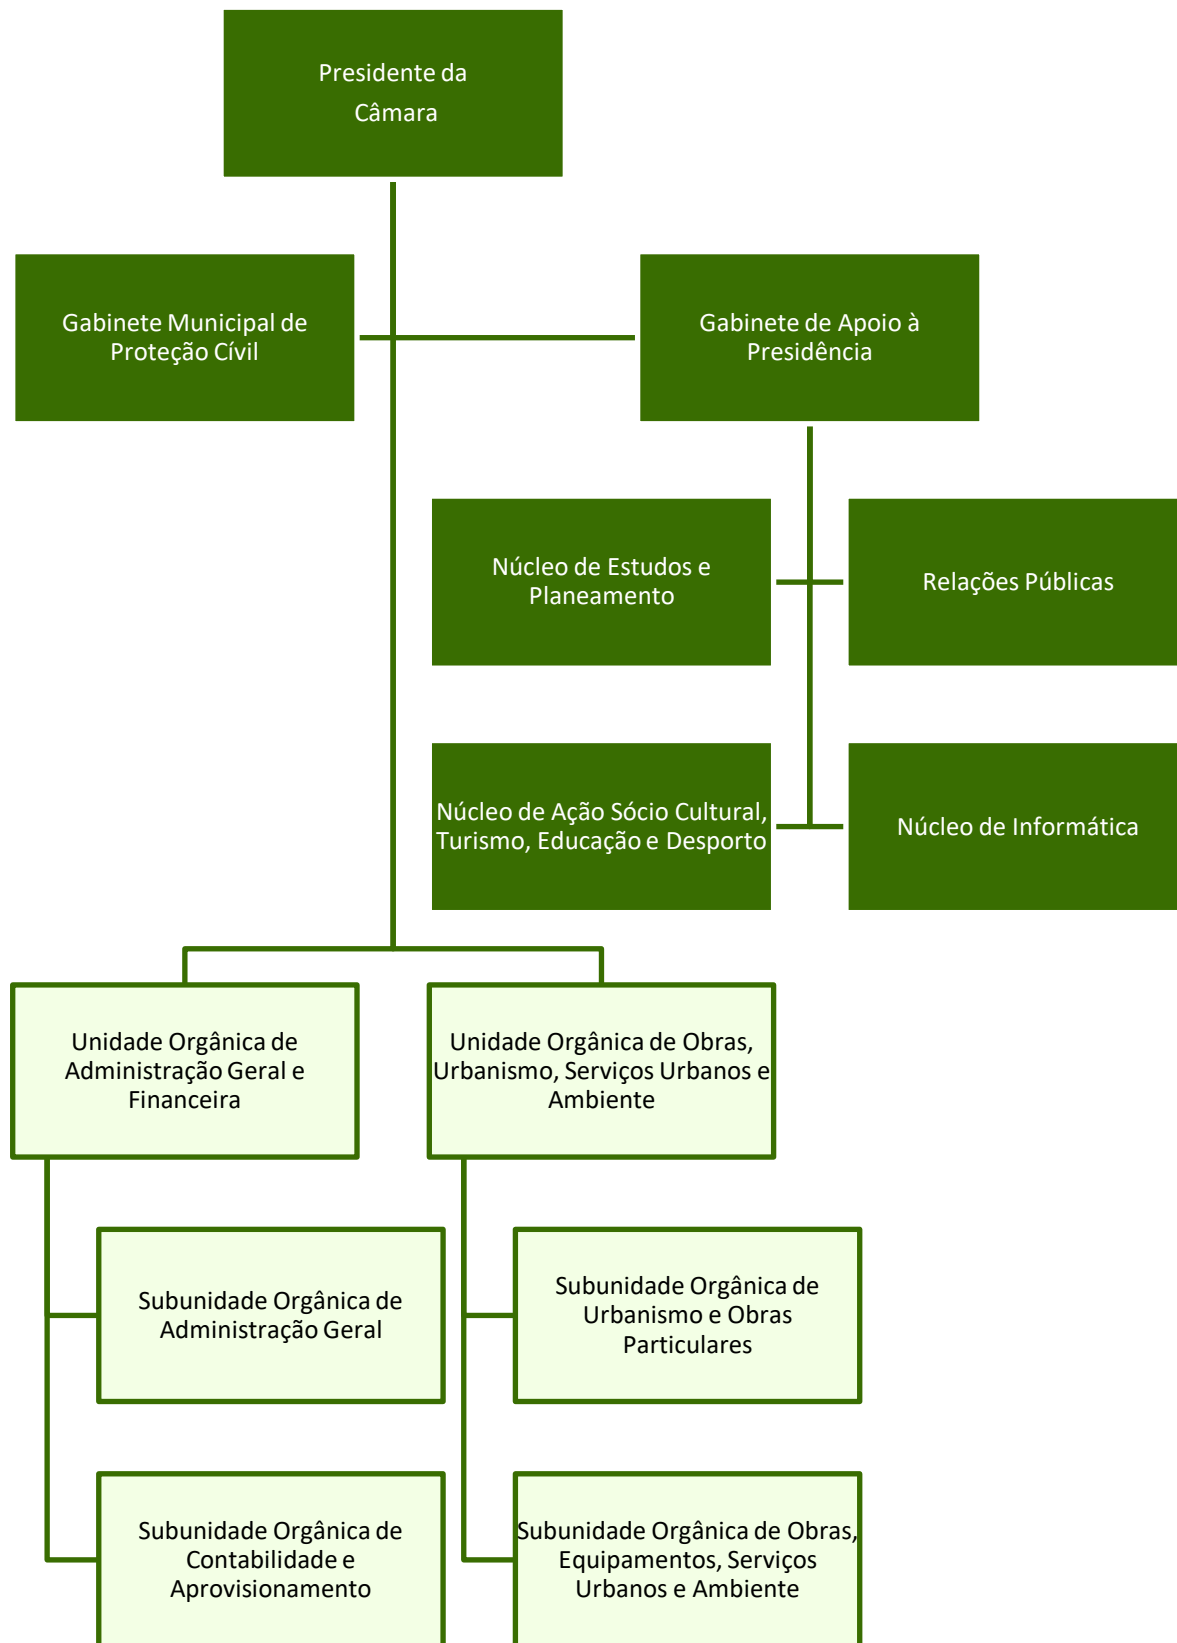 Presidente da
Câmara
Gabinete Municipal de
Proteção Cívil
Gabinete de Apoio à
Presidência
Núcleo de Estudos e
Planeamento
Relações Públicas
Núcleo de Ação Sócio Cultural,
Turismo, Educação e Desporto
Núcleo de Informática
Unidade Orgânica de
Administração Geral e
Financeira
Unidade Orgânica de Obras,
Urbanismo, Serviços Urbanos e
Ambiente
Subunidade Orgânica de
Administração Geral
Subunidade Orgânica de
Urbanismo e Obras
Particulares
Subunidade Orgânica de
Contabilidade e
Aprovisionamento
Subunidade Orgânica de Obras,
Equipamentos, Serviços
Urbanos e Ambiente